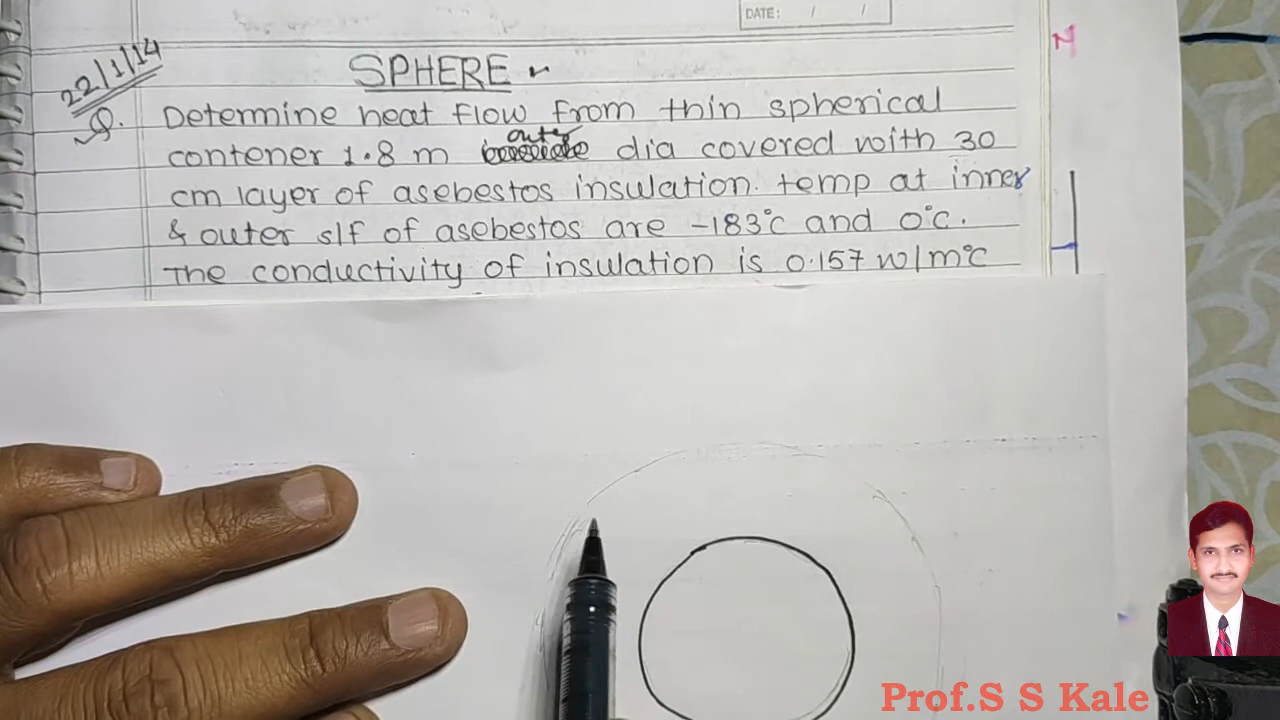 DATE: / /
22/1/14
SPHERE
Q. Determine heat flow from thin spherical
outer
contener 1.8 m dia covered with 30
cm layer of asebestos insulation. temp at inner
& outer s/f of asebestos are -183°c and 0°c.
The conductivity of insulation is 0.157 w/m°c
Prof.S S Kale